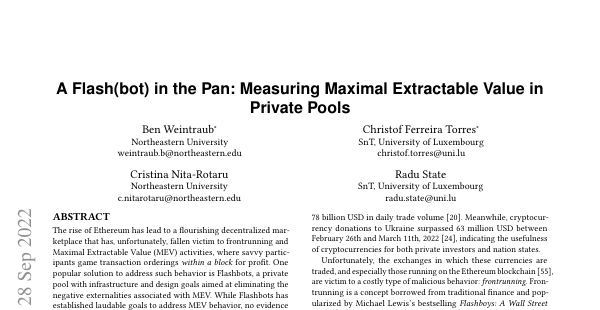 A Flash(bot) in the Pan: Measuring Maximal Extractable Value in
Private Pools
Ben Weintraub*
Northeastern University
weintraub.b@northeastern.edu
Christof Ferreira Torres*
SnT, University of Luxembourg
christof.torres@uni.lu
Cristina Nita-Rotaru
Northeastern University
c.nitarotaru@northeastern.edu
Radu State
SnT, University of Luxembourg
radu.state@uni.lu
28 Sep 2022
ABSTRACT
The rise of Ethereum has lead to a flourishing decentralized mar-
ketplace that has, unfortunately, fallen victim to frontrunning and
Maximal Extractable Value (MEV) activities, where savvy partic-
ipants game transaction orderings within a block for profit. One
popular solution to address such behavior is Flashbots, a private
pool with infrastructure and design goals aimed at eliminating the
negative externalities associated with MEV. While Flashbots has
established laudable goals to address MEV behavior, no evidence
78 billion USD in daily trade volume [20]. Meanwhile, cryptocur-
rency donations to Ukraine surpassed 63 million USD between
February 26th and March 11th, 2022 [24], indicating the usefulness
of cryptocurrencies for both private investors and nation states.
Unfortunately, the exchanges in which these currencies are
traded, and especially those running on the Ethereum blockchain [55],
are victim to a costly type of malicious behavior: frontrunning. Fron-
trunning is a concept borrowed from traditional finance and pop-
ularized by Michael Lewis's bestselling Flashboys: A Wall Street